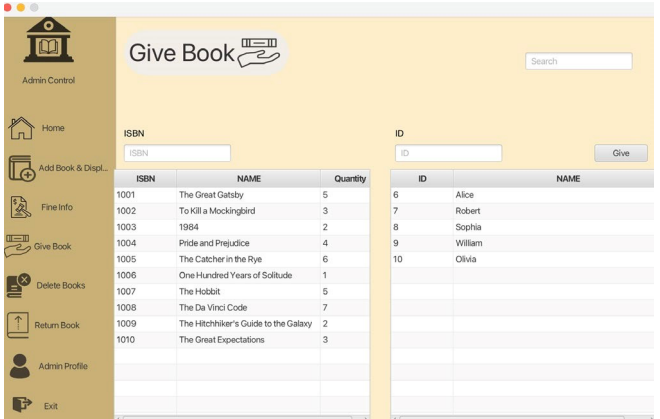 Admin Control
Home
Add Book & Displ...
Fine Info
Give Book
Delete Books
Return Book
Admin Profile
Exit
Give Book
Search
ISBN
ISBN
ISBN NAME Quantity
1001 The Great Gatsby 5
1002 To Kill a Mockingbird 3
1003 1984 2
1004 Pride and Prejudice 4
1005 The Catcher in the Rye 6
1006 One Hundred Years of Solitude 1
1007 The Hobbit 5
1008 The Da Vinci Code 7
1009 The Hitchhiker's Guide to the Galaxy 2
1010 The Great Expectations 3
ID
ID Give
ID NAME
6 Alice
7 Robert
8 Sophia
9 William
10 Olivia